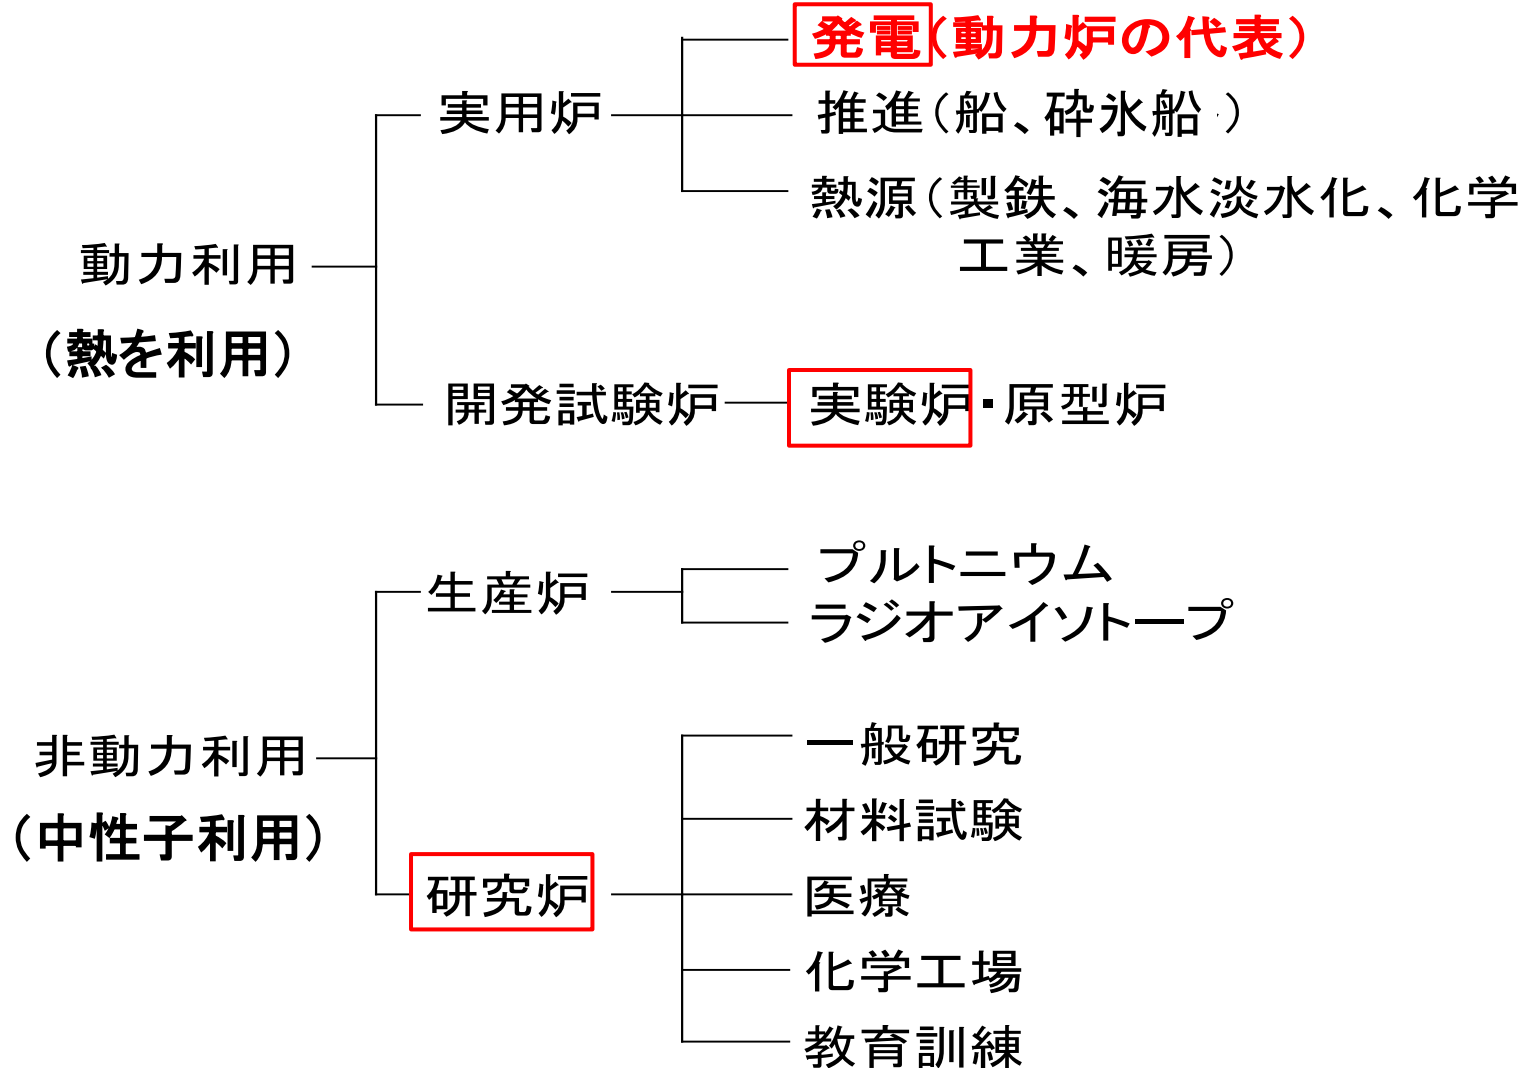 発電(動力炉の代表)
実用炉
推進(船、砕氷船 )
熱源(製鉄、海水淡水化、化学
工業、暖房)
動力利用
(熱を利用)
開発試験炉
実験炉・原型炉
プルトニウム
生産炉
ラジオアイソトープ
非動力利用
(中性子利用)
一般研究
材料試験
研究炉
医療
化学工場
教育訓練